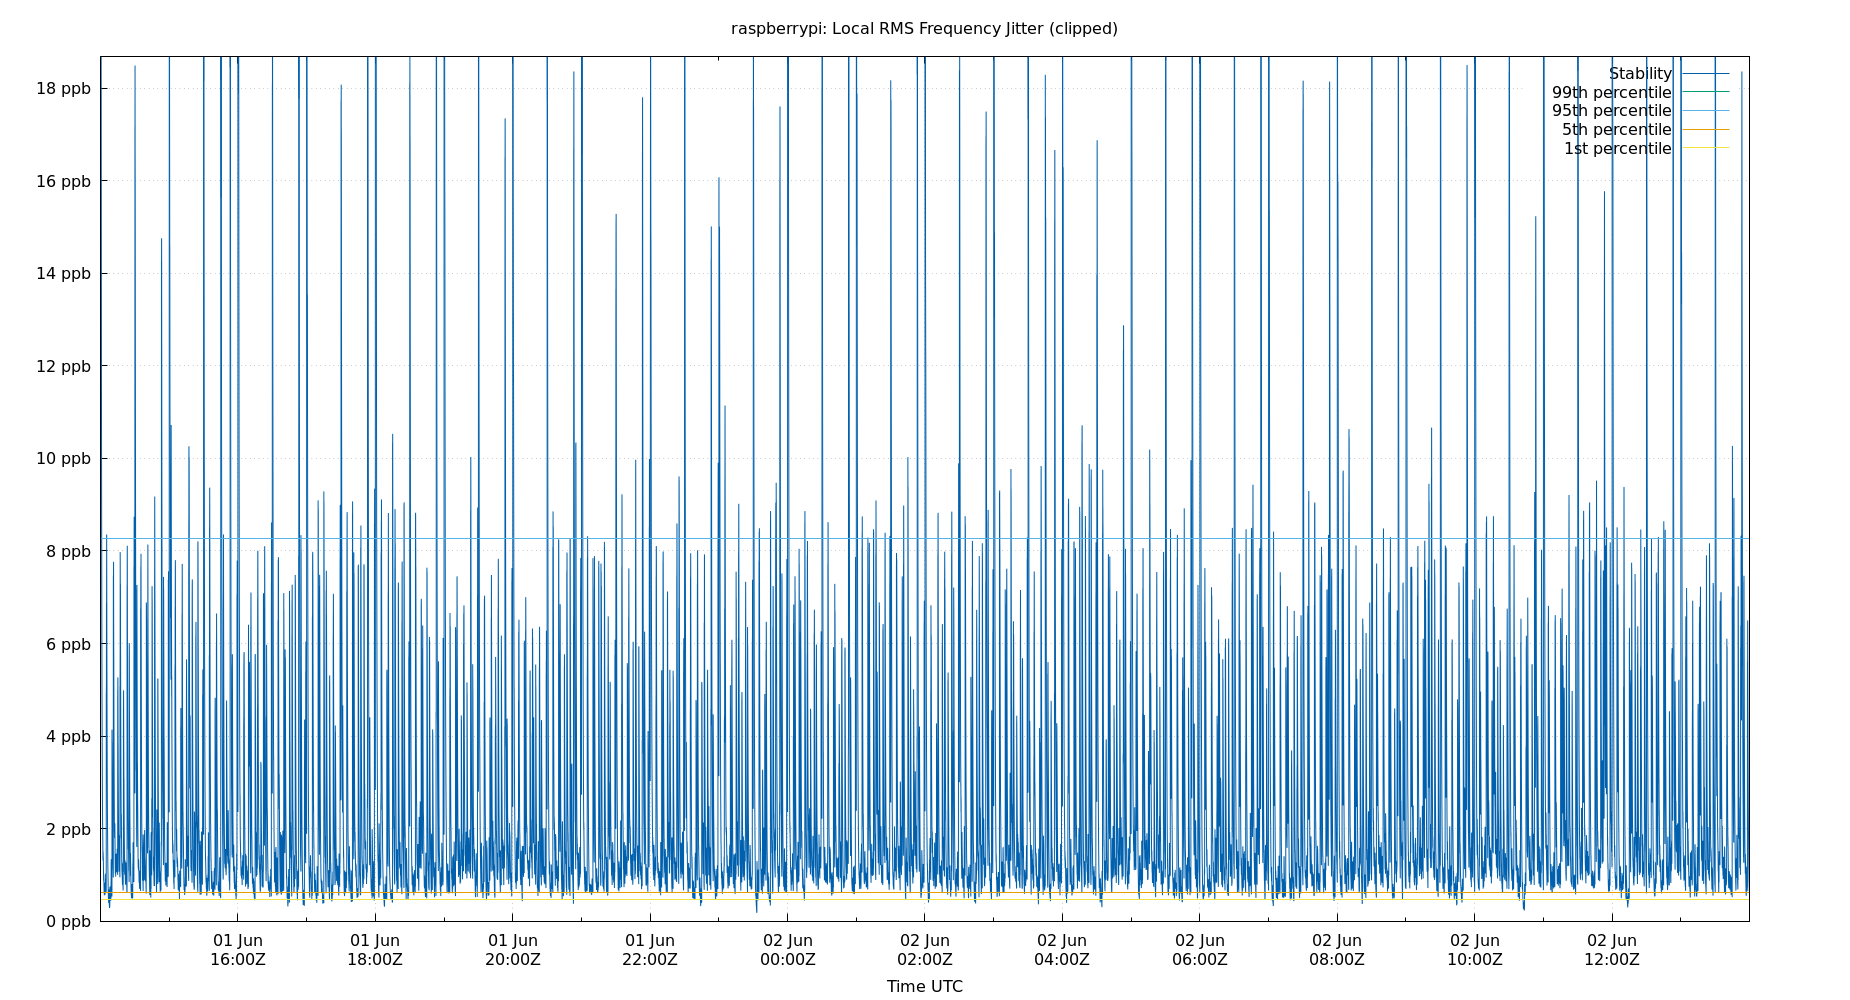 raspberrypi: Local RMS Frequency Jitter (clipped)
18 ppb
16 ppb
14 ppb
12 ppb
10 ppb
8 ppb
6 ppb
4 ppb
2 ppb
0 ppb
Stability
99th percentile
95th percentile
5th percentile
1st percentile
01 Jun 01 Jun 01 Jun 01 Jun 02 Jun 02 Jun 02 Jun 02 Jun 02 Jun 02 Jun 02 Jun
16:00Z 18:00Z 20:00Z 22:00Z 00:00Z 02:00Z 04:00Z 06:00Z 08:00Z 10:00Z 12:00Z
Time UTC